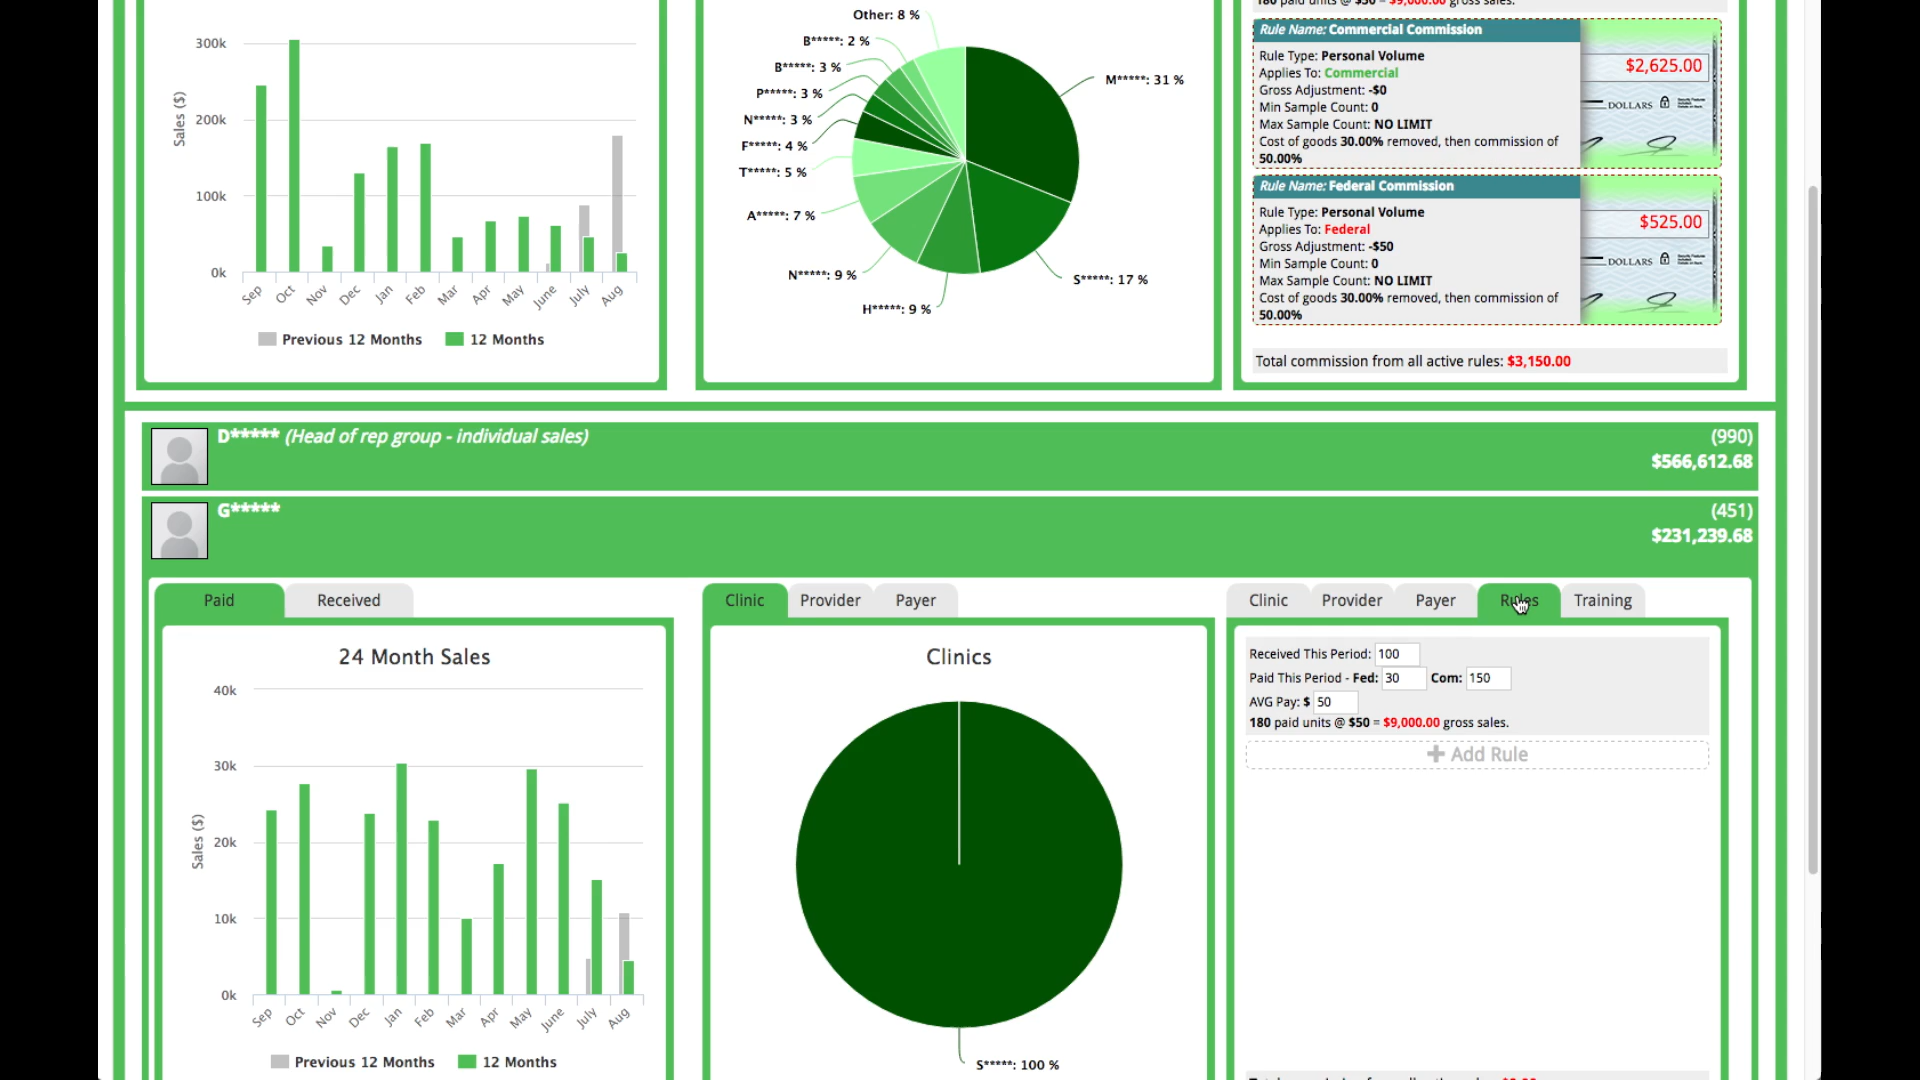 180 paid units @ $50 = $9,000.00 gross sales.
300k
200k
100k
0k
Sales ($)
Sep
Oct
Nov
Dec
Jan
Feb
Mar
Apr
May
June
July
Aug
Previous 12 Months
12 Months
Other: 8 %
B*****: 2 %
B*****: 3 %
P*****: 3 %
N*****: 3 %
F*****: 4 %
T*****: 5 %
A*****: 7 %
N*****: 9 %
H*****: 9 %
M*****: 31 %
S*****: 17 %
Rule Name: Commercial Commission
Rule Type: Personal Volume
Applies To: Commercial
Gross Adjustment: -$0
Min Sample Count: 0
Max Sample Count: NO LIMIT
Cost of goods 30.00% removed, then commission of
50.00%
$2,625.00
DOLLARS
Rule Name: Federal Commission
Rule Type: Personal Volume
Applies To: Federal
Gross Adjustment: -$50
Min Sample Count: 0
Max Sample Count: NO LIMIT
Cost of goods 30.00% removed, then commission of
50.00%
$525.00
DOLLARS
Total commission from all active rules: $3,150.00
D***** (Head of rep group - individual sales)
(990)
$566,612.68
G*****
(451)
$231,239.68
Paid
Received
24 Month Sales
40k
30k
20k
10k
0k
Sales ($)
Sep
Oct
Nov
Dec
Jan
Feb
Mar
Apr
May
June
July
Aug
Previous 12 Months
12 Months
Clinic
Provider
Payer
Clinics
S*****: 100 %
Clinic
Provider
Payer
Rules
Training
Received This Period: 100
Paid This Period - Fed: 30 Com: 150
AVG Pay: $ 50
180 paid units @ $50 = $9,000.00 gross sales.
+ Add Rule